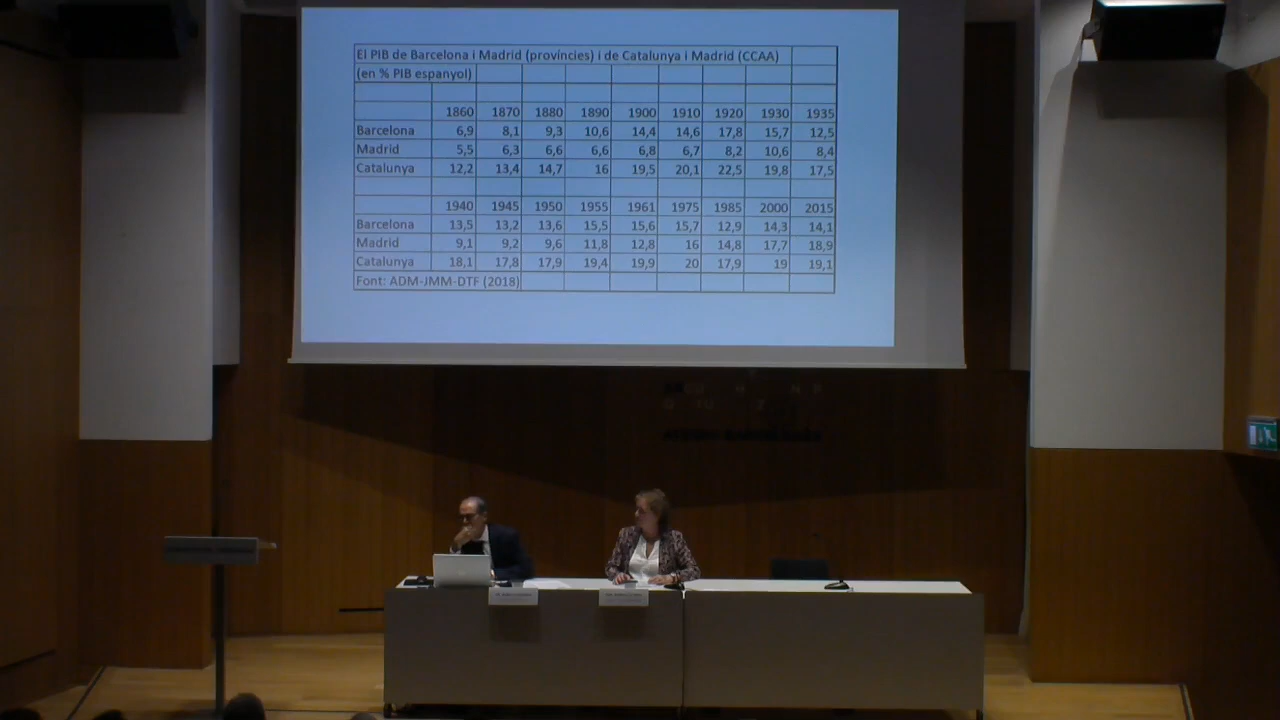 El PIB de Barcelona i Madrid (províncies) i de Catalunya i Madrid (CCAA)
(en % PIB espanyol)
1860 1870 1880 1890 1900 1910 1920 1930 1935
Barcelona 6,9 8,1 9,3 10,6 14,4 14,6 17,8 15,7 12,5
Madrid 5,5 6,3 6,6 6,6 6,8 6,7 8,2 10,6 8,4
Catalunya 12,2 13,4 14,7 16 19,5 20,1 22,5 19,8 17,5
1940 1945 1950 1955 1961 1975 1985 2000 2015
Barcelona 13,5 13,2 13,6 15,5 15,6 15,7 12,9 14,3 14,1
Madrid 9,1 9,2 9,6 11,8 12,8 16 14,8 17,7 18,9
Catalunya 18,1 17,8 17,9 19,4 19,9 20 17,9 19 19,1
Font: ADM-JMM-DTF (2018)